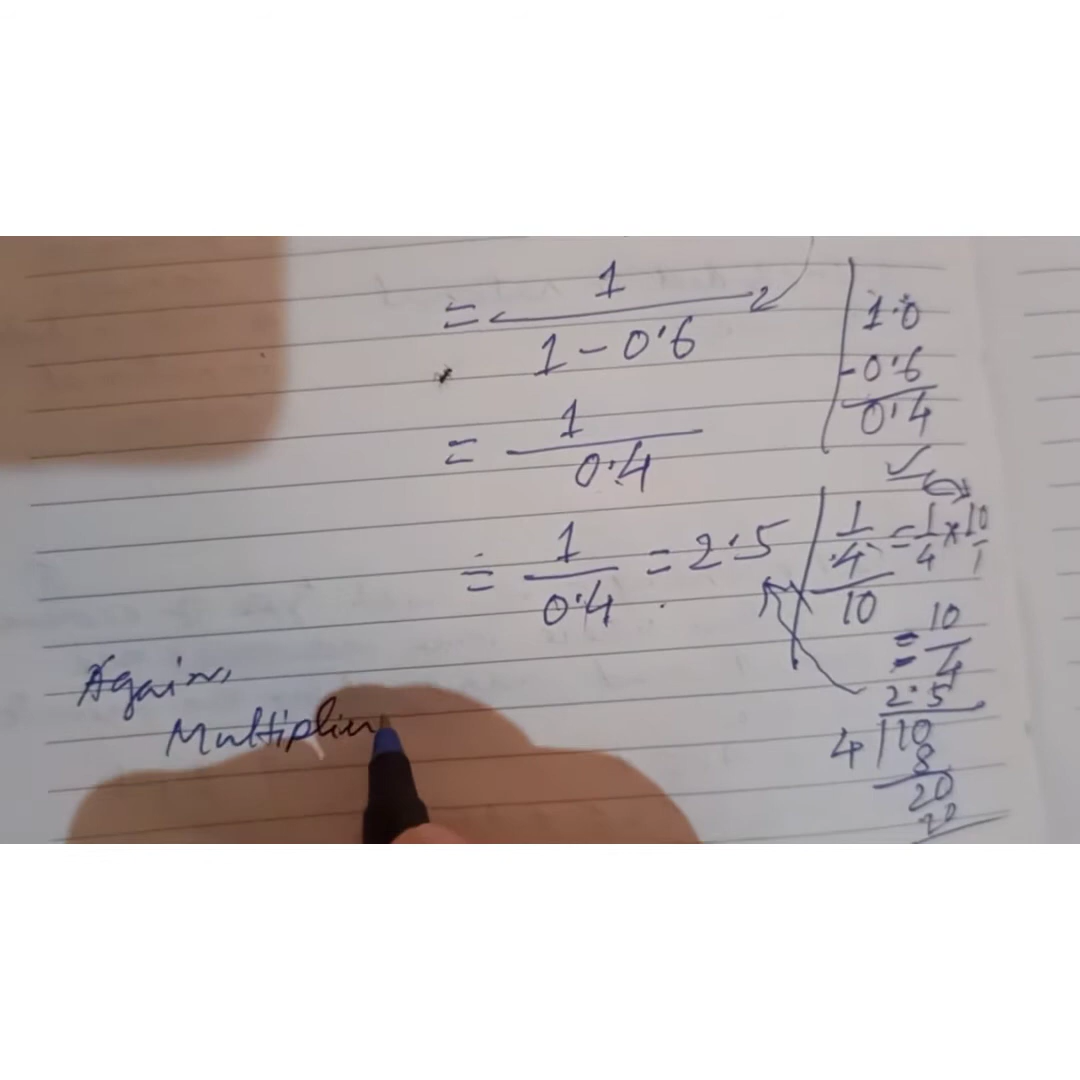 = 1 / 1 - 0.6
= 1 / 0.4
= 1 / 0.4 = 2.5
Again,
Multiplier
1.0
-0.6
0.4
1 / 4 / 10 = 1/4 × 10/1
= 10/4
2.5
4 | 10
8
20
20